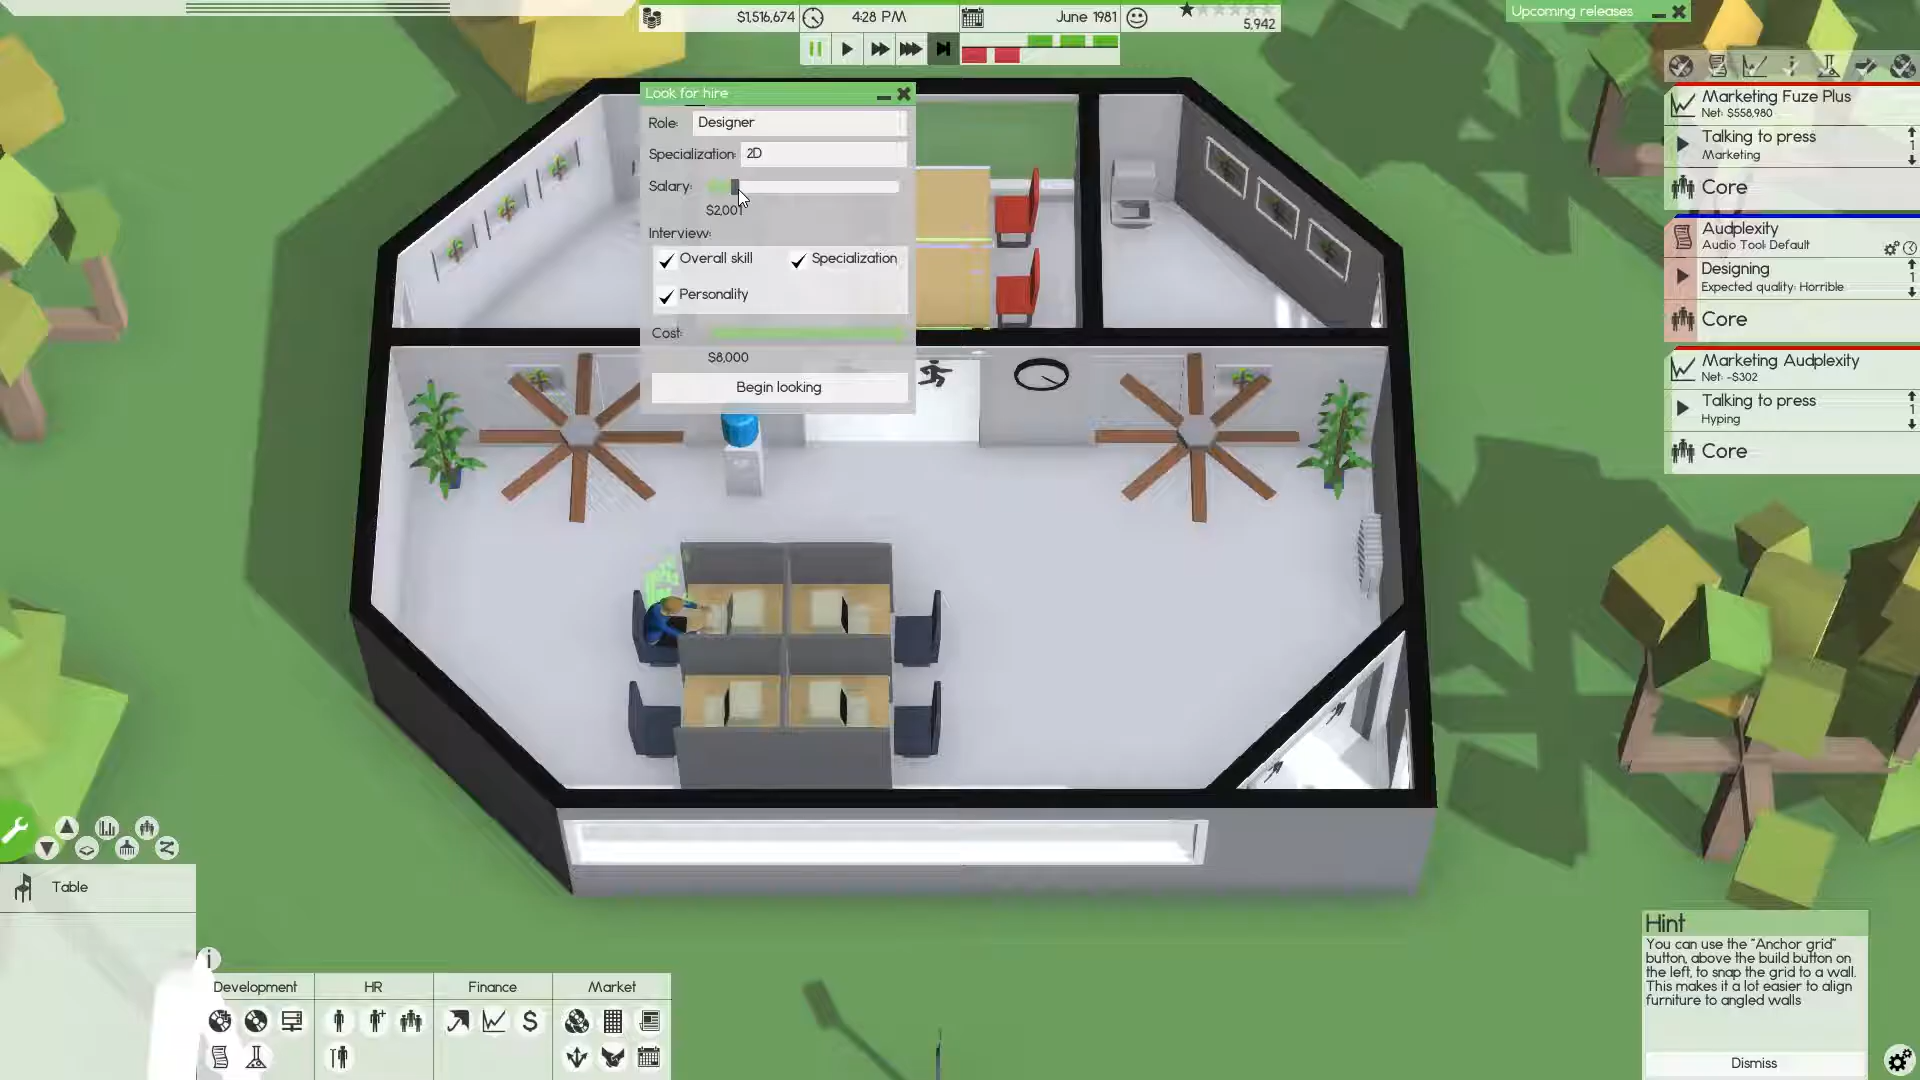 $1,516,674
4:28 PM
June 1981
5,942
Upcoming releases
Look for hire
Role: Designer
Specialization: 2D
Salary:
$2,001
Interview:
Overall skill
Specialization
Personality
Cost:
$8,000
Begin looking
Marketing Fuze Plus
Net: $558,980
Talking to press
Marketing
1
Core
Audplexity
Audio Tool: Default
Designing
Expected quality: Horrible
1
Core
Marketing Audplexity
Net: -$302
Talking to press
Hyping
1
Core
Table
i
Development
HR
Finance
Market
Hint
You can use the "Anchor grid"
button, above the build button on
the left, to snap the grid to a wall.
This makes it a lot easier to align
furniture to angled walls
Dismiss